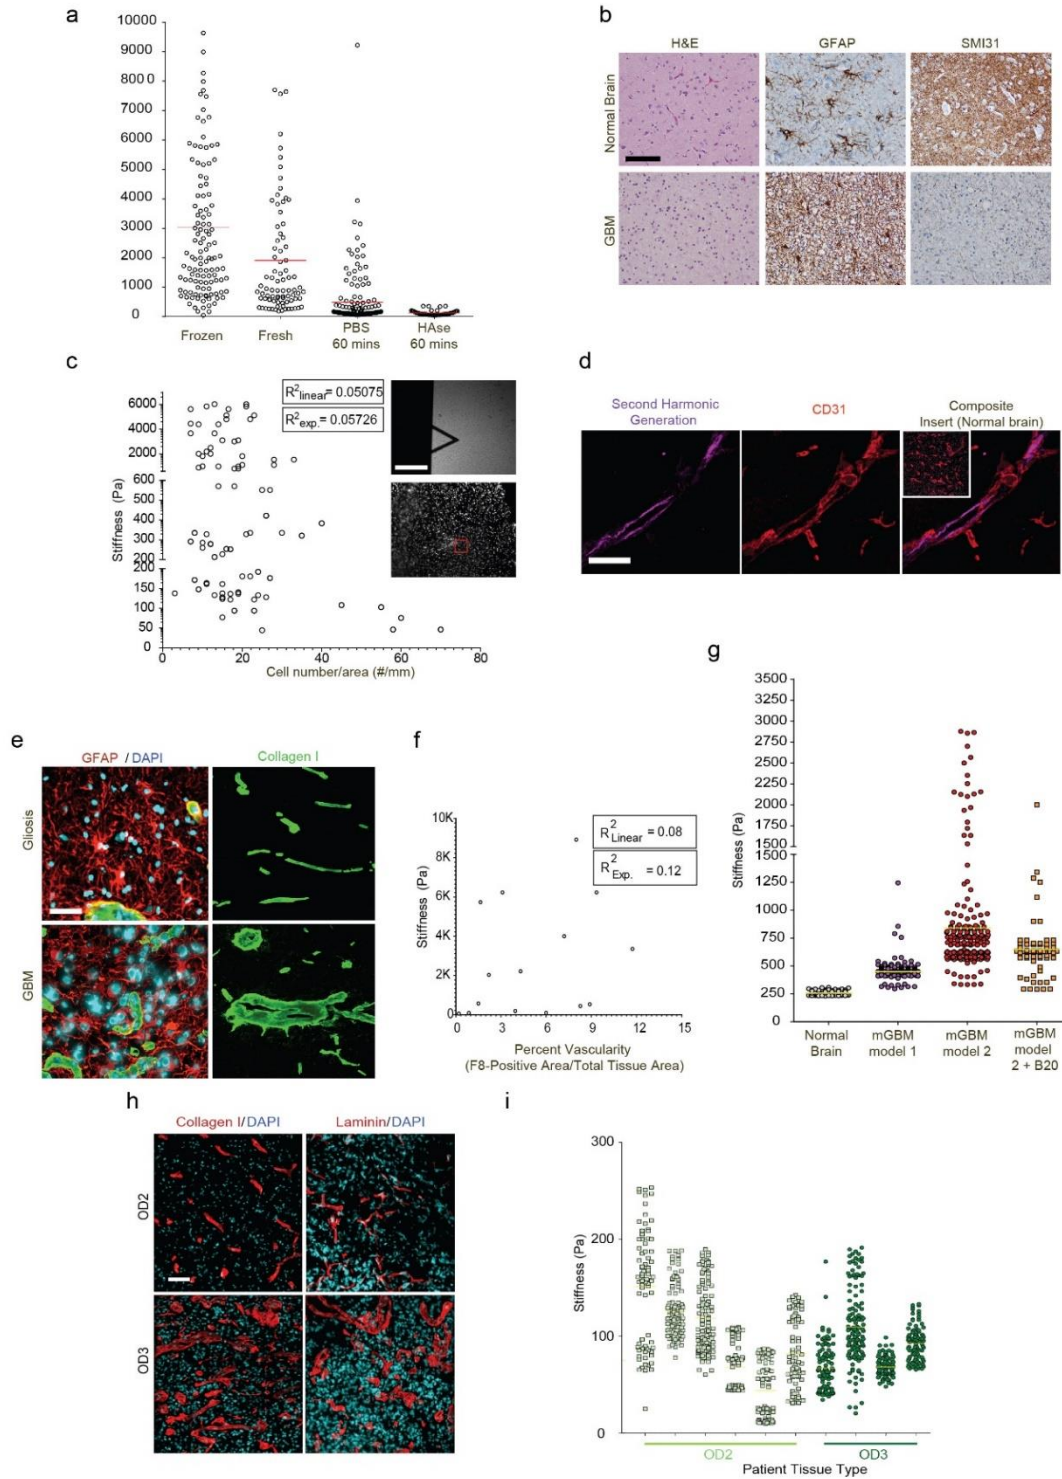 a
10000
9000
8000
7000
6000
5000
4000
3000
2000
1000
0
Frozen
Fresh
PBS
60 mins
HAse
60 mins
b
H&E
GFAP
SMI31
Normal Brain
GBM
c
R²linear = 0.05075
R²exp. = 0.05726
Stiffness (Pa)
6000
4000
2000
600
500
400
300
200
200
150
100
50
0
0
20
40
60
80
Cell number/area (#/mm)
d
Second Harmonic
Generation
CD31
Composite
Insert (Normal brain)
e
GFAP / DAPI
Collagen I
Gliosis
GBM
f
R² Linear = 0.08
R² Exp. = 0.12
Stiffness (Pa)
10K
8K
6K
4K
2K
0
0
3
6
9
12
15
Percent Vascularity
(F8-Positive Area/Total Tissue Area)
g
Stiffness (Pa)
3500
3250
3000
2750
2500
2250
2000
1750
1500
1500
1250
1000
750
500
250
0
Normal
Brain
mGBM
model 1
mGBM
model 2
mGBM
model
2 + B20
h
Collagen I/DAPI
Laminin/DAPI
OD2
OD3
i
Stiffness (Pa)
300
200
100
0
OD2
OD3
Patient Tissue Type